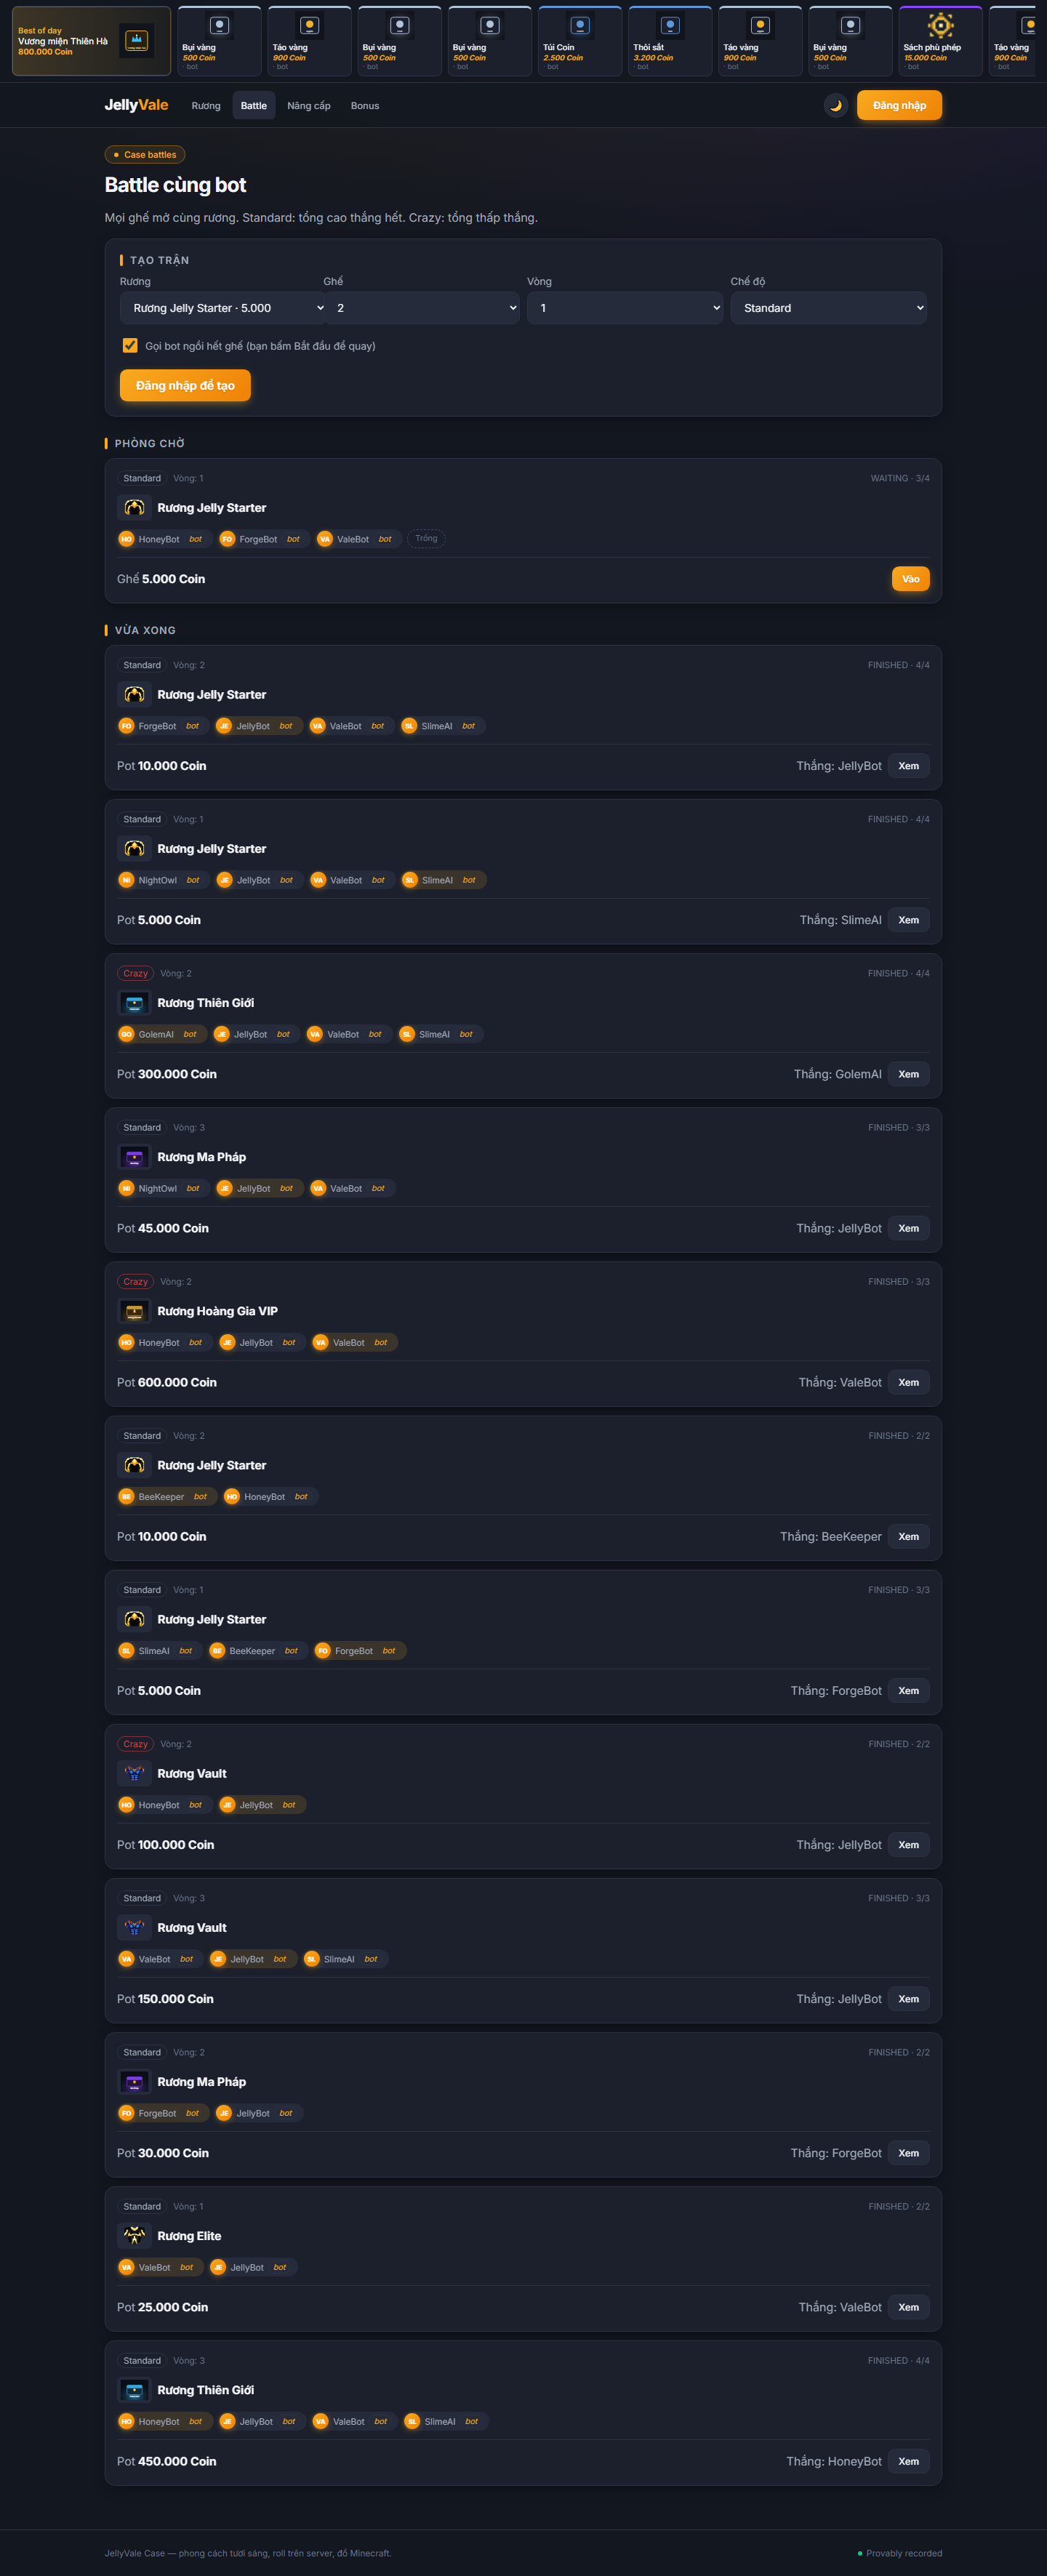 Best of day
Vương miện Thiên Hà
800.000 Coin
Bụi vàng
500 Coin
· bot
Táo vàng
900 Coin
· bot
Bụi vàng
500 Coin
· bot
Bụi vàng
500 Coin
· bot
Túi Coin
2.500 Coin
· bot
Thỏi sắt
3.200 Coin
· bot
Táo vàng
900 Coin
· bot
Bụi vàng
500 Coin
· bot
Sách phù phép
15.000 Coin
· bot
Táo vàng
900 Coin
· bot
JellyVale
Rương
Battle
Nâng cấp
Bonus
Đăng nhập
Case battles
Battle cùng bot
Mọi ghế mở cùng rương. Standard: tổng cao thắng hết. Crazy: tổng thấp thắng.
TẠO TRẬN
Rương
Ghế
Vòng
Chế độ
Rương Jelly Starter · 5.000
2
1
Standard
Gọi bot ngồi hết ghế (bạn bấm Bắt đầu để quay)
Đăng nhập để tạo
PHÒNG CHỜ
Standard Vòng: 1 WAITING · 3/4
Rương Jelly Starter
HO HoneyBot bot FO ForgeBot bot VA ValeBot bot Trống
Ghế 5.000 Coin Vào
VỪA XONG
Standard Vòng: 2 FINISHED · 4/4
Rương Jelly Starter
FO ForgeBot bot JE JellyBot bot VA ValeBot bot SL SlimeAI bot
Pot 10.000 Coin Thắng: JellyBot Xem
Standard Vòng: 1 FINISHED · 4/4
Rương Jelly Starter
NI NightOwl bot JE JellyBot bot VA ValeBot bot SL SlimeAI bot
Pot 5.000 Coin Thắng: SlimeAI Xem
Crazy Vòng: 2 FINISHED · 4/4
Rương Thiên Giới
GO GolemAI bot JE JellyBot bot VA ValeBot bot SL SlimeAI bot
Pot 300.000 Coin Thắng: GolemAI Xem
Standard Vòng: 3 FINISHED · 3/3
Rương Ma Pháp
NI NightOwl bot JE JellyBot bot VA ValeBot bot
Pot 45.000 Coin Thắng: JellyBot Xem
Crazy Vòng: 2 FINISHED · 3/3
Rương Hoàng Gia VIP
HO HoneyBot bot JE JellyBot bot VA ValeBot bot
Pot 600.000 Coin Thắng: ValeBot Xem
Standard Vòng: 2 FINISHED · 2/2
Rương Jelly Starter
BE BeeKeeper bot HO HoneyBot bot
Pot 10.000 Coin Thắng: BeeKeeper Xem
Standard Vòng: 1 FINISHED · 3/3
Rương Jelly Starter
SL SlimeAI bot BE BeeKeeper bot FO ForgeBot bot
Pot 5.000 Coin Thắng: ForgeBot Xem
Crazy Vòng: 2 FINISHED · 2/2
Rương Vault
HO HoneyBot bot JE JellyBot bot
Pot 100.000 Coin Thắng: JellyBot Xem
Standard Vòng: 3 FINISHED · 3/3
Rương Vault
VA ValeBot bot JE JellyBot bot SL SlimeAI bot
Pot 150.000 Coin Thắng: JellyBot Xem
Standard Vòng: 2 FINISHED · 2/2
Rương Ma Pháp
FO ForgeBot bot JE JellyBot bot
Pot 30.000 Coin Thắng: ForgeBot Xem
Standard Vòng: 1 FINISHED · 2/2
Rương Elite
VA ValeBot bot JE JellyBot bot
Pot 25.000 Coin Thắng: ValeBot Xem
Standard Vòng: 3 FINISHED · 4/4
Rương Thiên Giới
HO HoneyBot bot JE JellyBot bot VA ValeBot bot SL SlimeAI bot
Pot 450.000 Coin Thắng: HoneyBot Xem
JellyVale Case — phong cách tươi sáng, roll trên server, đồ Minecraft. Provably recorded